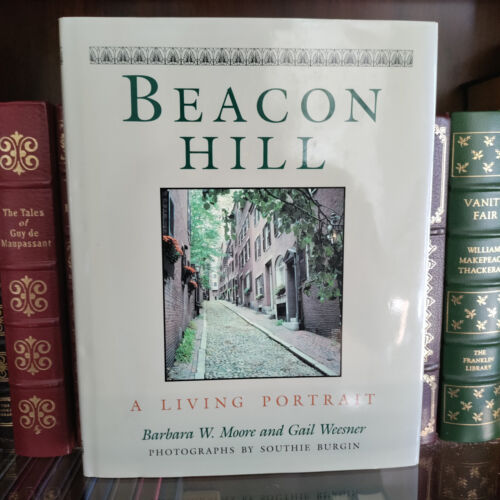 BEACON
HILL
A LIVING PORTRAIT
Barbara W. Moore and Gail Weesner
PHOTOGRAPHS BY SOUTHIE BURGIN
The Tales
of
Guy de
Maupassant
VANITY
FAIR
WILLIAM
MAKEPEACE
THACKERAY
THE
FRANKLIN
LIBRARY